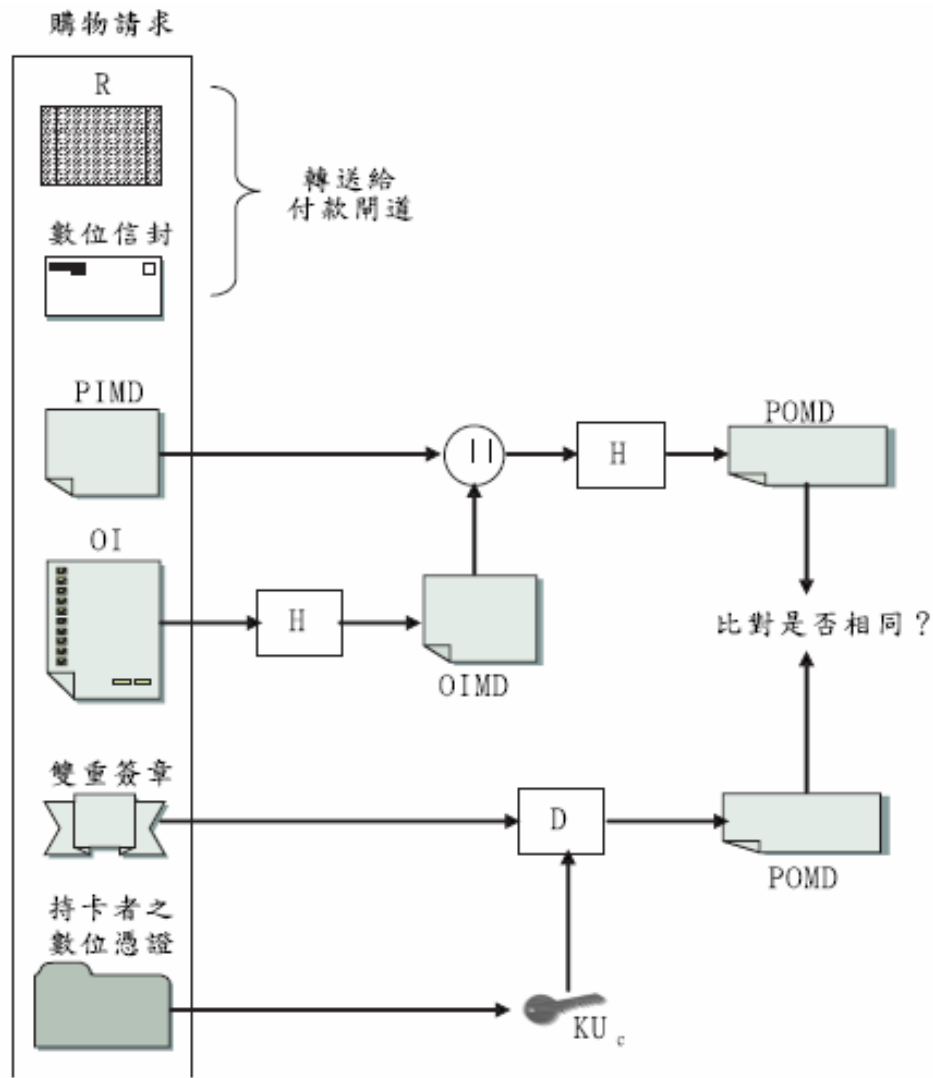 購物請求
R
轉送給
付款閘道
數位信封
PIMD
||
H
POMD
OI
H
OIMD
比對是否相同？
雙重簽章
D
POMD
持卡者之
數位憑證
KUc